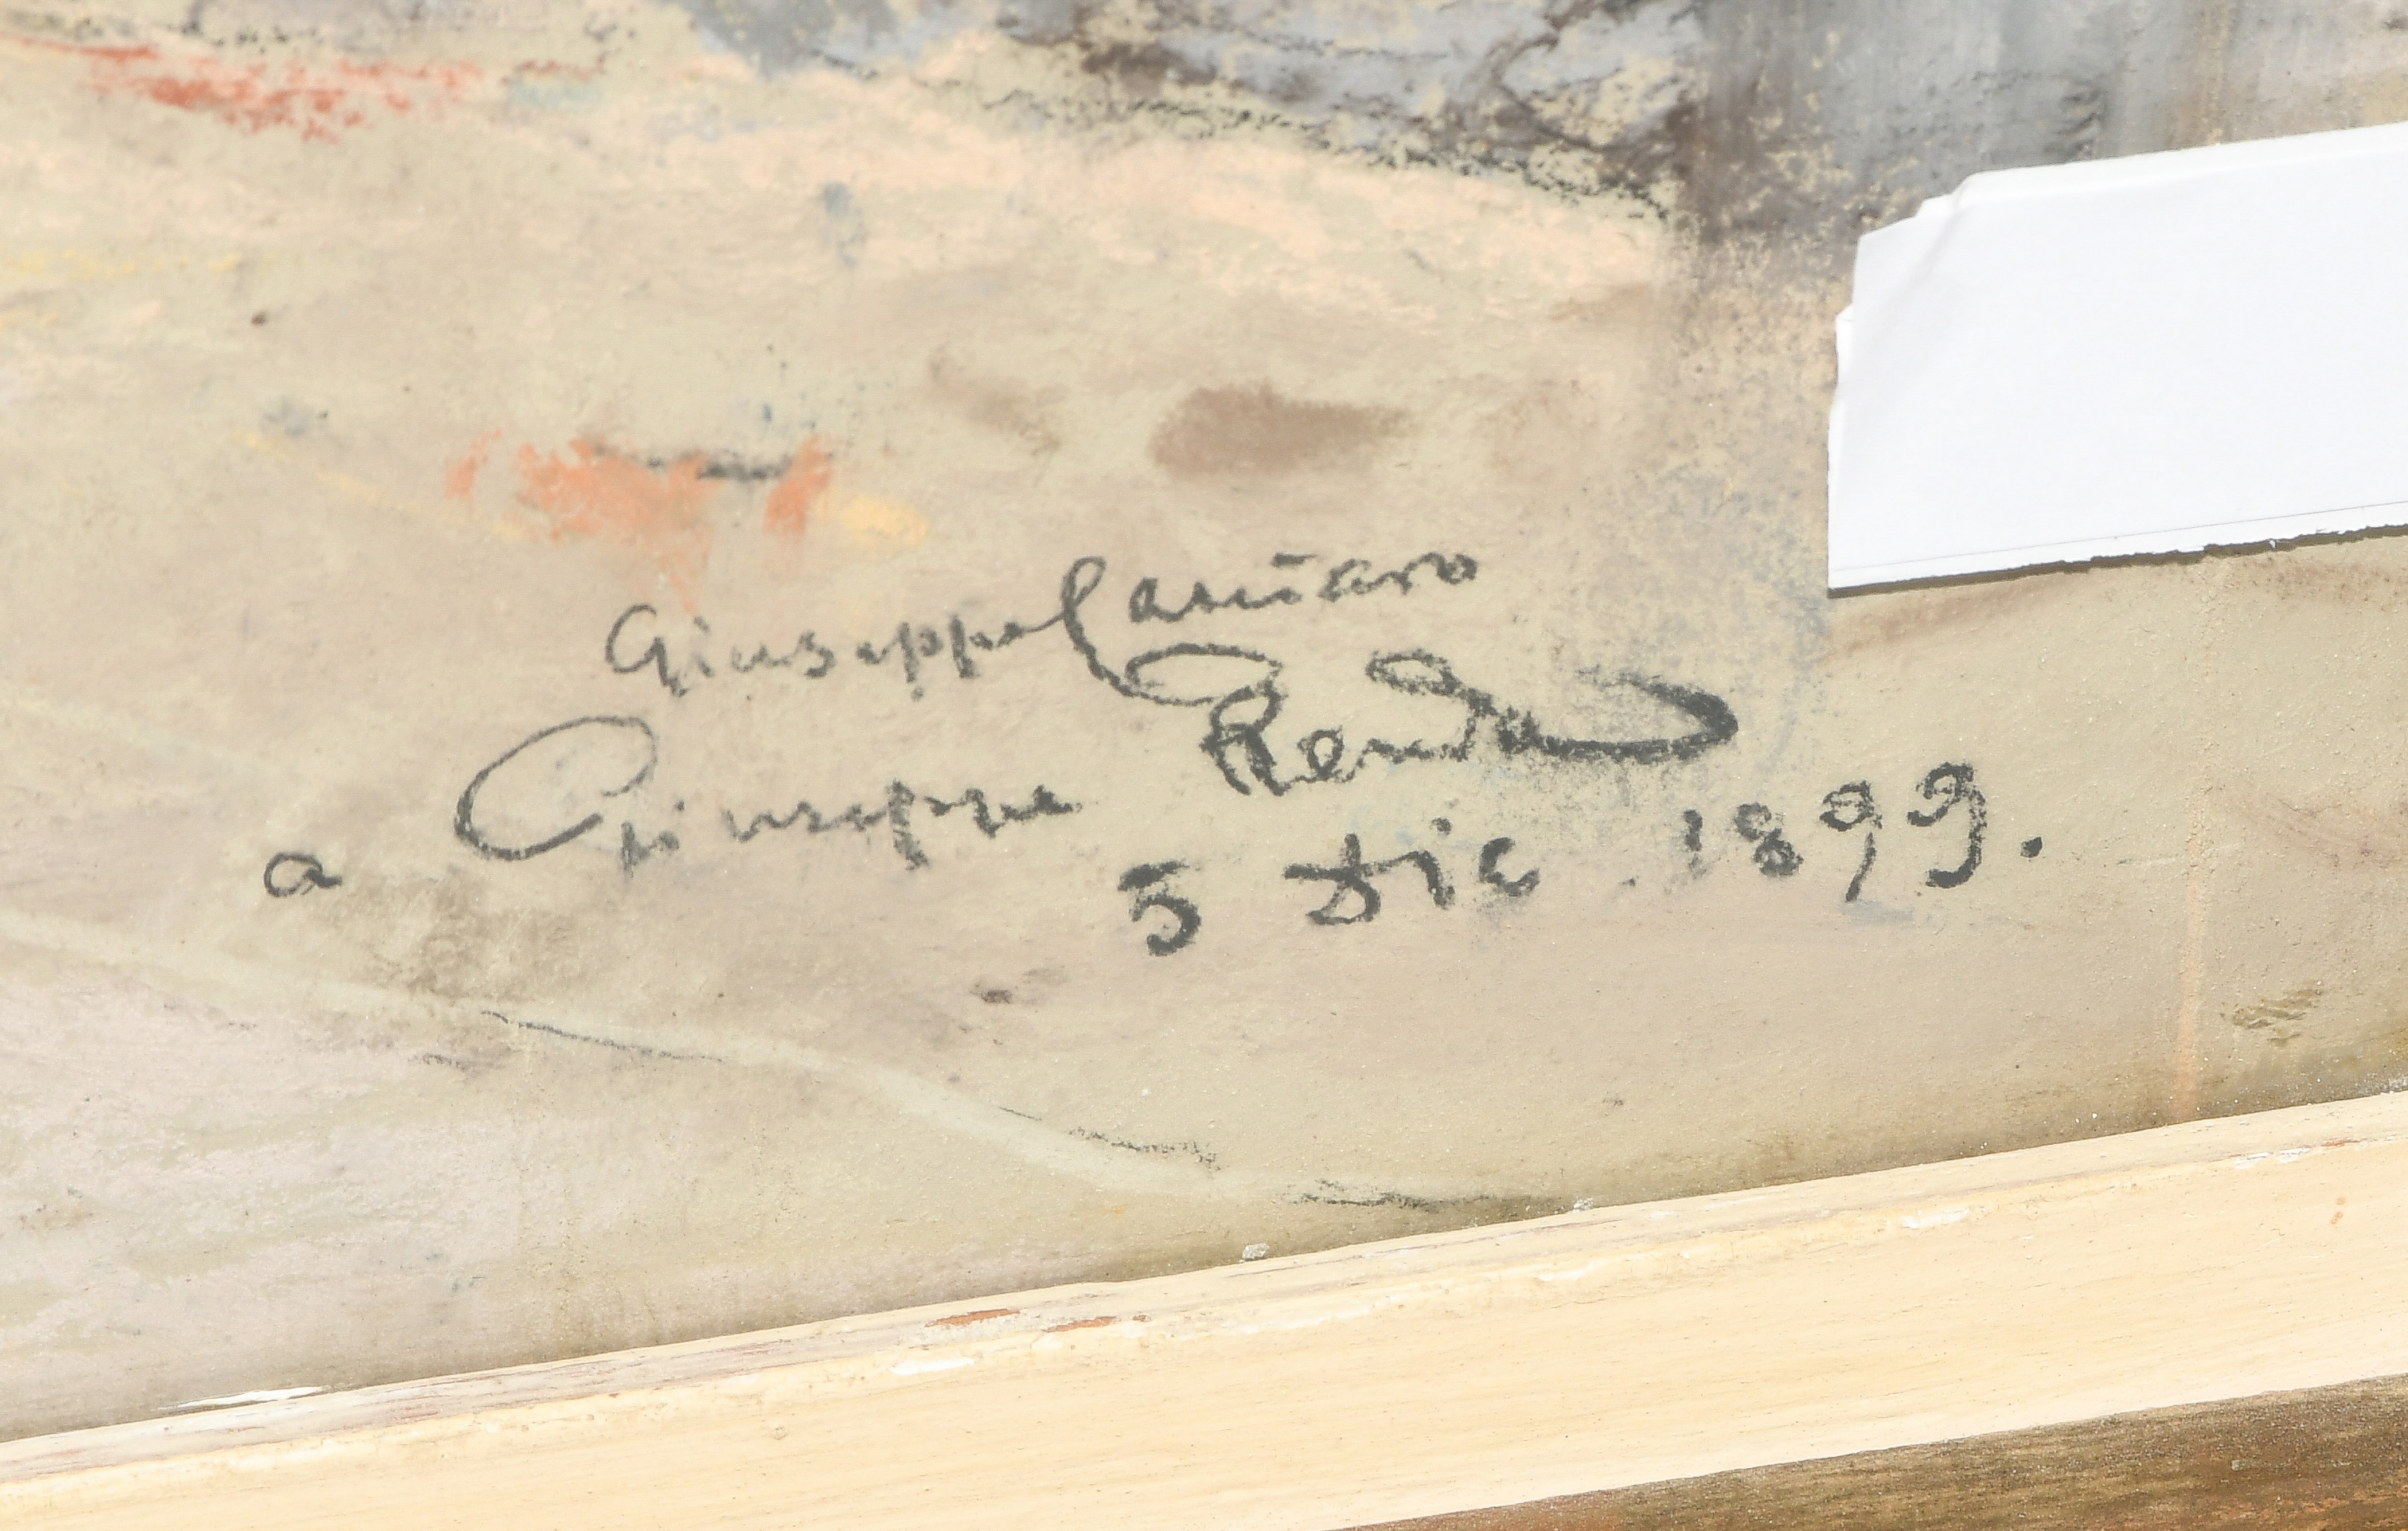 Giuseppe Casciaro
a Giuseppe Renda
5 Dic 1899.